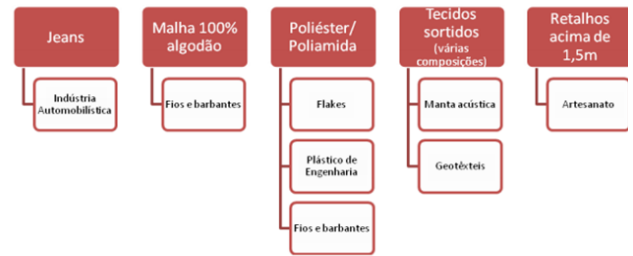 Jeans
Indústria
Automobilística
Malha 100%
algodão
Fios e barbantes
Poliéster/
Poliamida
Flakes
Plástico de
Engenharia
Fios e barbantes
Tecidos
sortidos
(várias
composições)
Manta acústica
Geotêxteis
Retalhos
acima de
1,5m
Artesanato